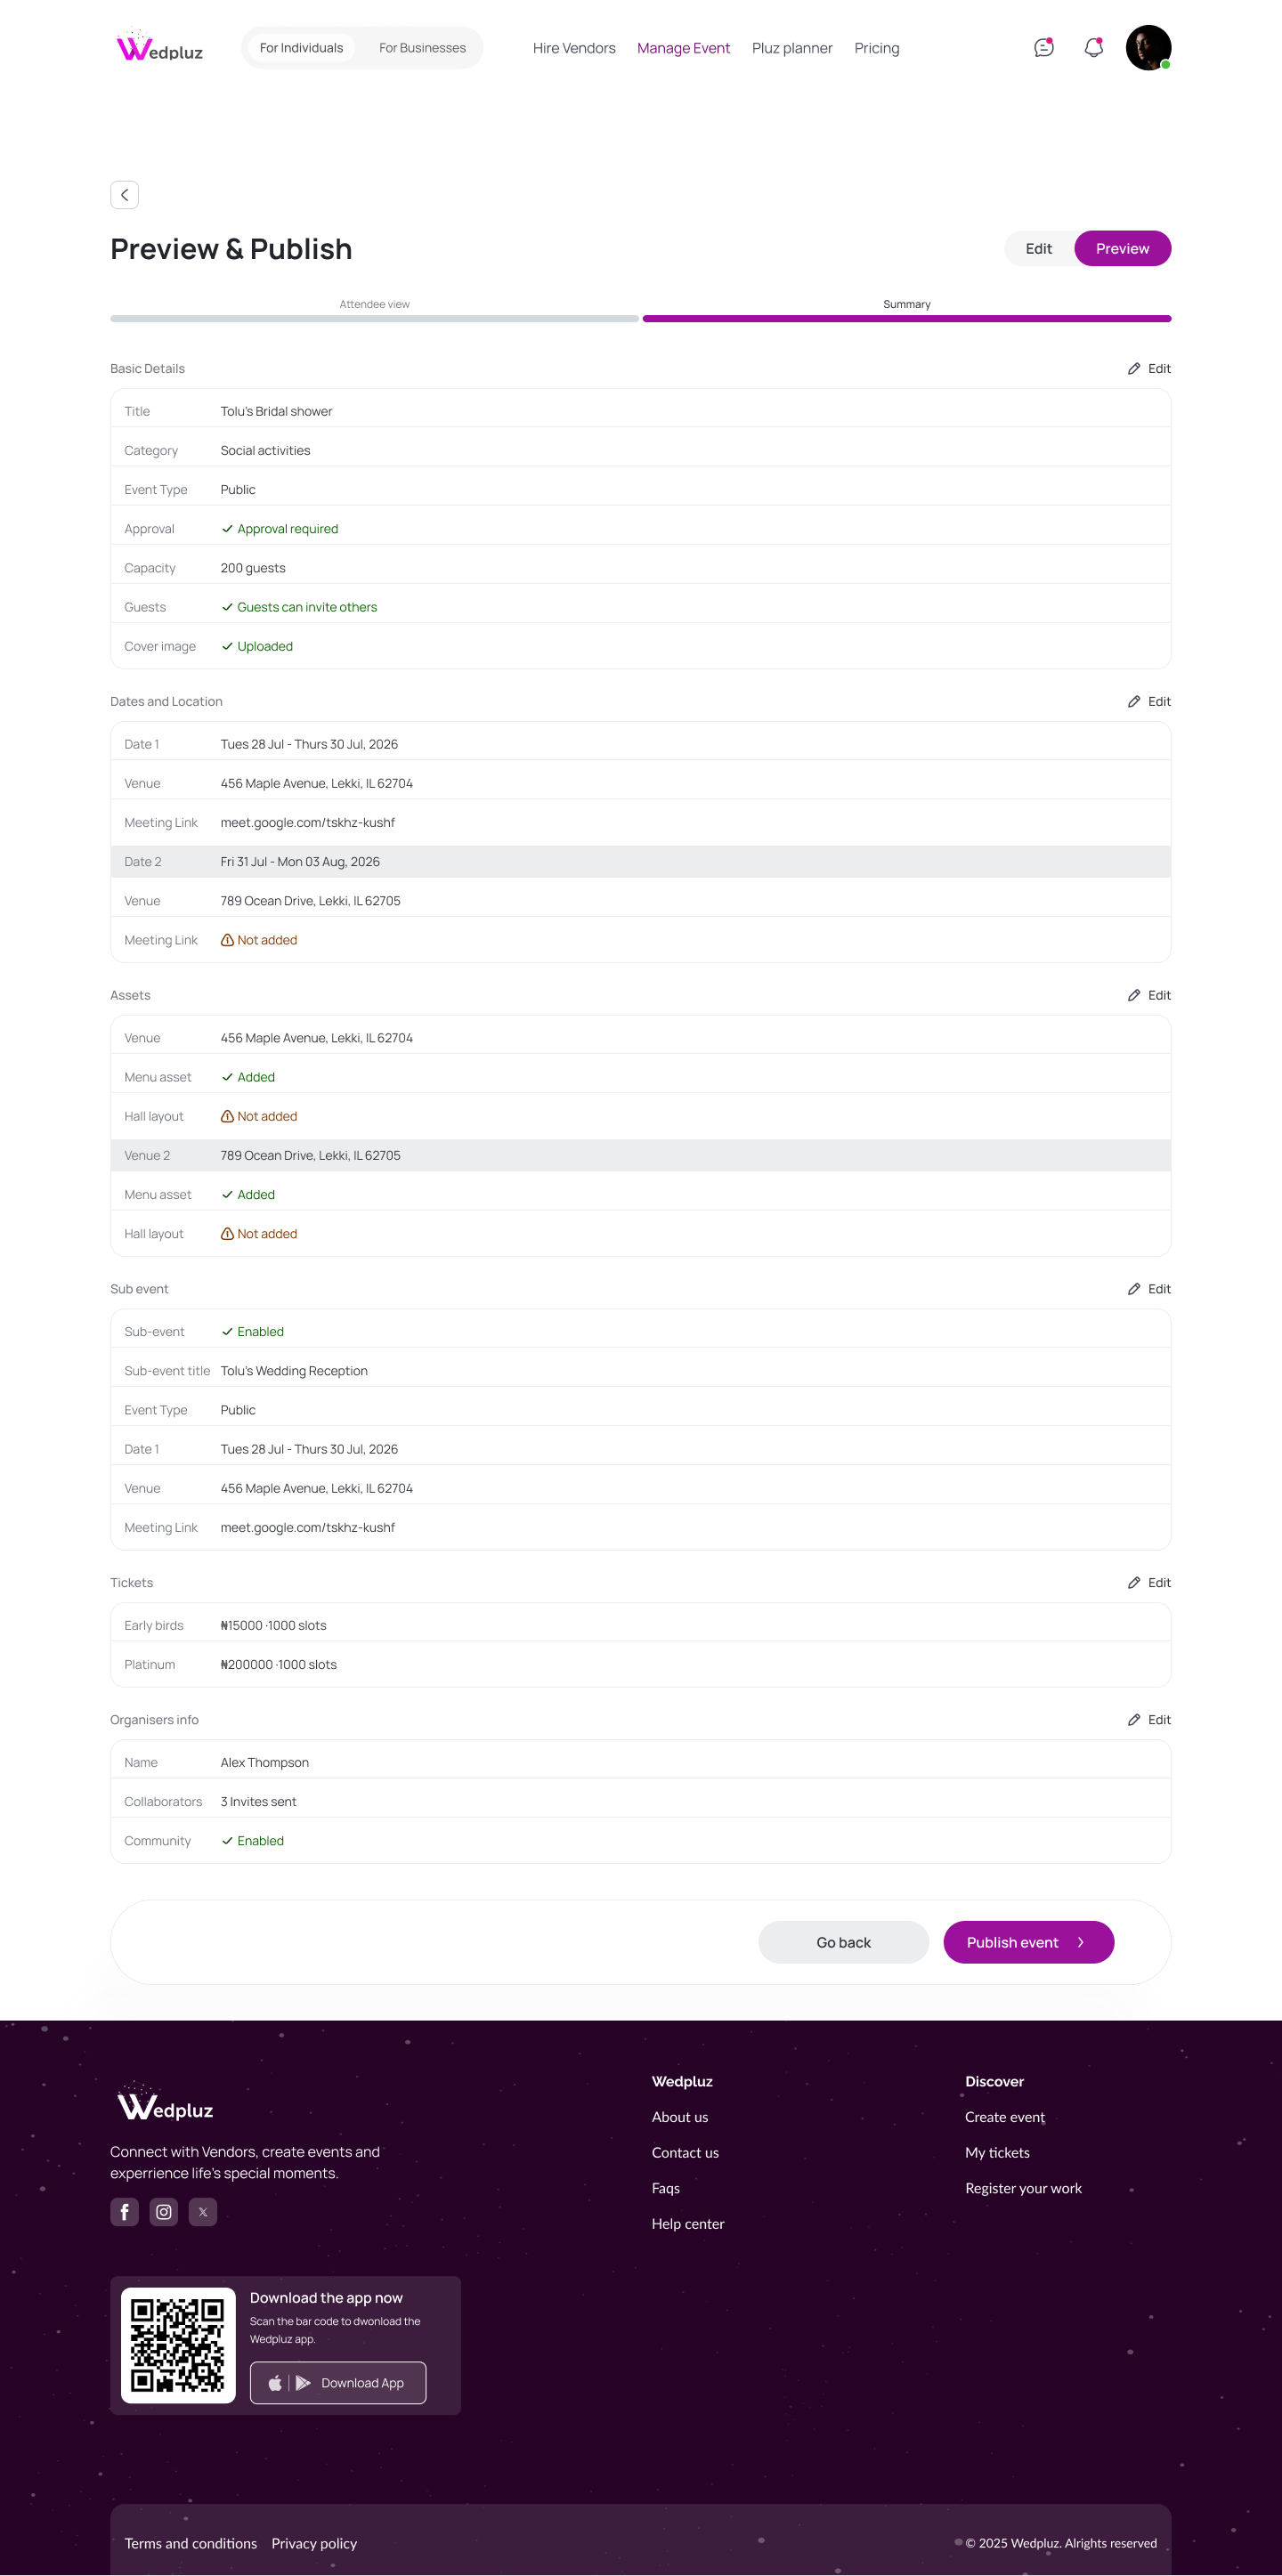 Wedpluz
For Individuals For Businesses Hire Vendors Manage Event Pluz planner Pricing
Preview & Publish Edit Preview
Attendee view Summary
Basic Details Edit
Title Tolu's Bridal shower
Category Social activities
Event Type Public
Approval Approval required
Capacity 200 guests
Guests Guests can invite others
Cover image Uploaded
Dates and Location Edit
Date 1 Tues 28 Jul - Thurs 30 Jul, 2026
Venue 456 Maple Avenue, Lekki, IL 62704
Meeting Link meet.google.com/tskhz-kushf
Date 2 Fri 31 Jul - Mon 03 Aug, 2026
Venue 789 Ocean Drive, Lekki, IL 62705
Meeting Link Not added
Assets Edit
Venue 456 Maple Avenue, Lekki, IL 62704
Menu asset Added
Hall layout Not added
Venue 2 789 Ocean Drive, Lekki, IL 62705
Menu asset Added
Hall layout Not added
Sub event Edit
Sub-event Enabled
Sub-event title Tolu's Wedding Reception
Event Type Public
Date 1 Tues 28 Jul - Thurs 30 Jul, 2026
Venue 456 Maple Avenue, Lekki, IL 62704
Meeting Link meet.google.com/tskhz-kushf
Tickets Edit
Early birds ₦15000 ·1000 slots
Platinum ₦200000 ·1000 slots
Organisers info Edit
Name Alex Thompson
Collaborators 3 Invites sent
Community Enabled
Go back Publish event
Wedpluz
Connect with Vendors, create events and
experrience life's special moments.
Download the app now
Scan the bar code to dwonload the
Wedpluz app.
Download App
Wedpluz
About us
Contact us
Faqs
Help center
Discover
Create event
My tickets
Register your work
Terms and conditions Privacy policy © 2025 Wedpluz. Alrights reserved